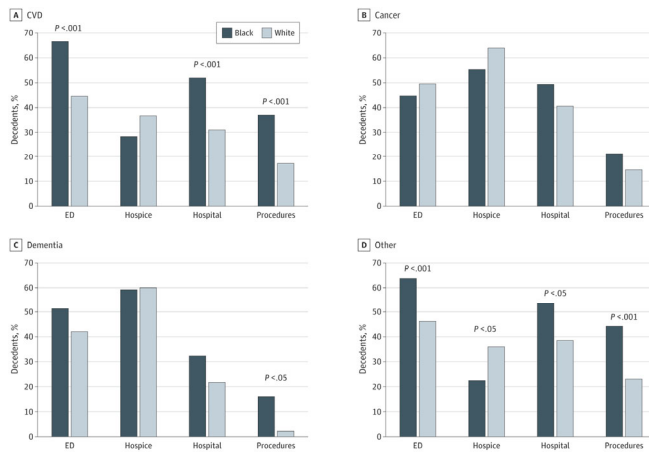 A CVD
Black White
Decedents, %
70
60
50
40
30
20
10
0
P <.001
P <.001
P <.001
ED Hospice Hospital Procedures
B Cancer
Decedents, %
70
60
50
40
30
20
10
0
ED Hospice Hospital Procedures
C Dementia
Decedents, %
70
60
50
40
30
20
10
0
P <.05
ED Hospice Hospital Procedures
D Other
Decedents, %
70
60
50
40
30
20
10
0
P <.001
P <.05
P <.05
P <.001
ED Hospice Hospital Procedures